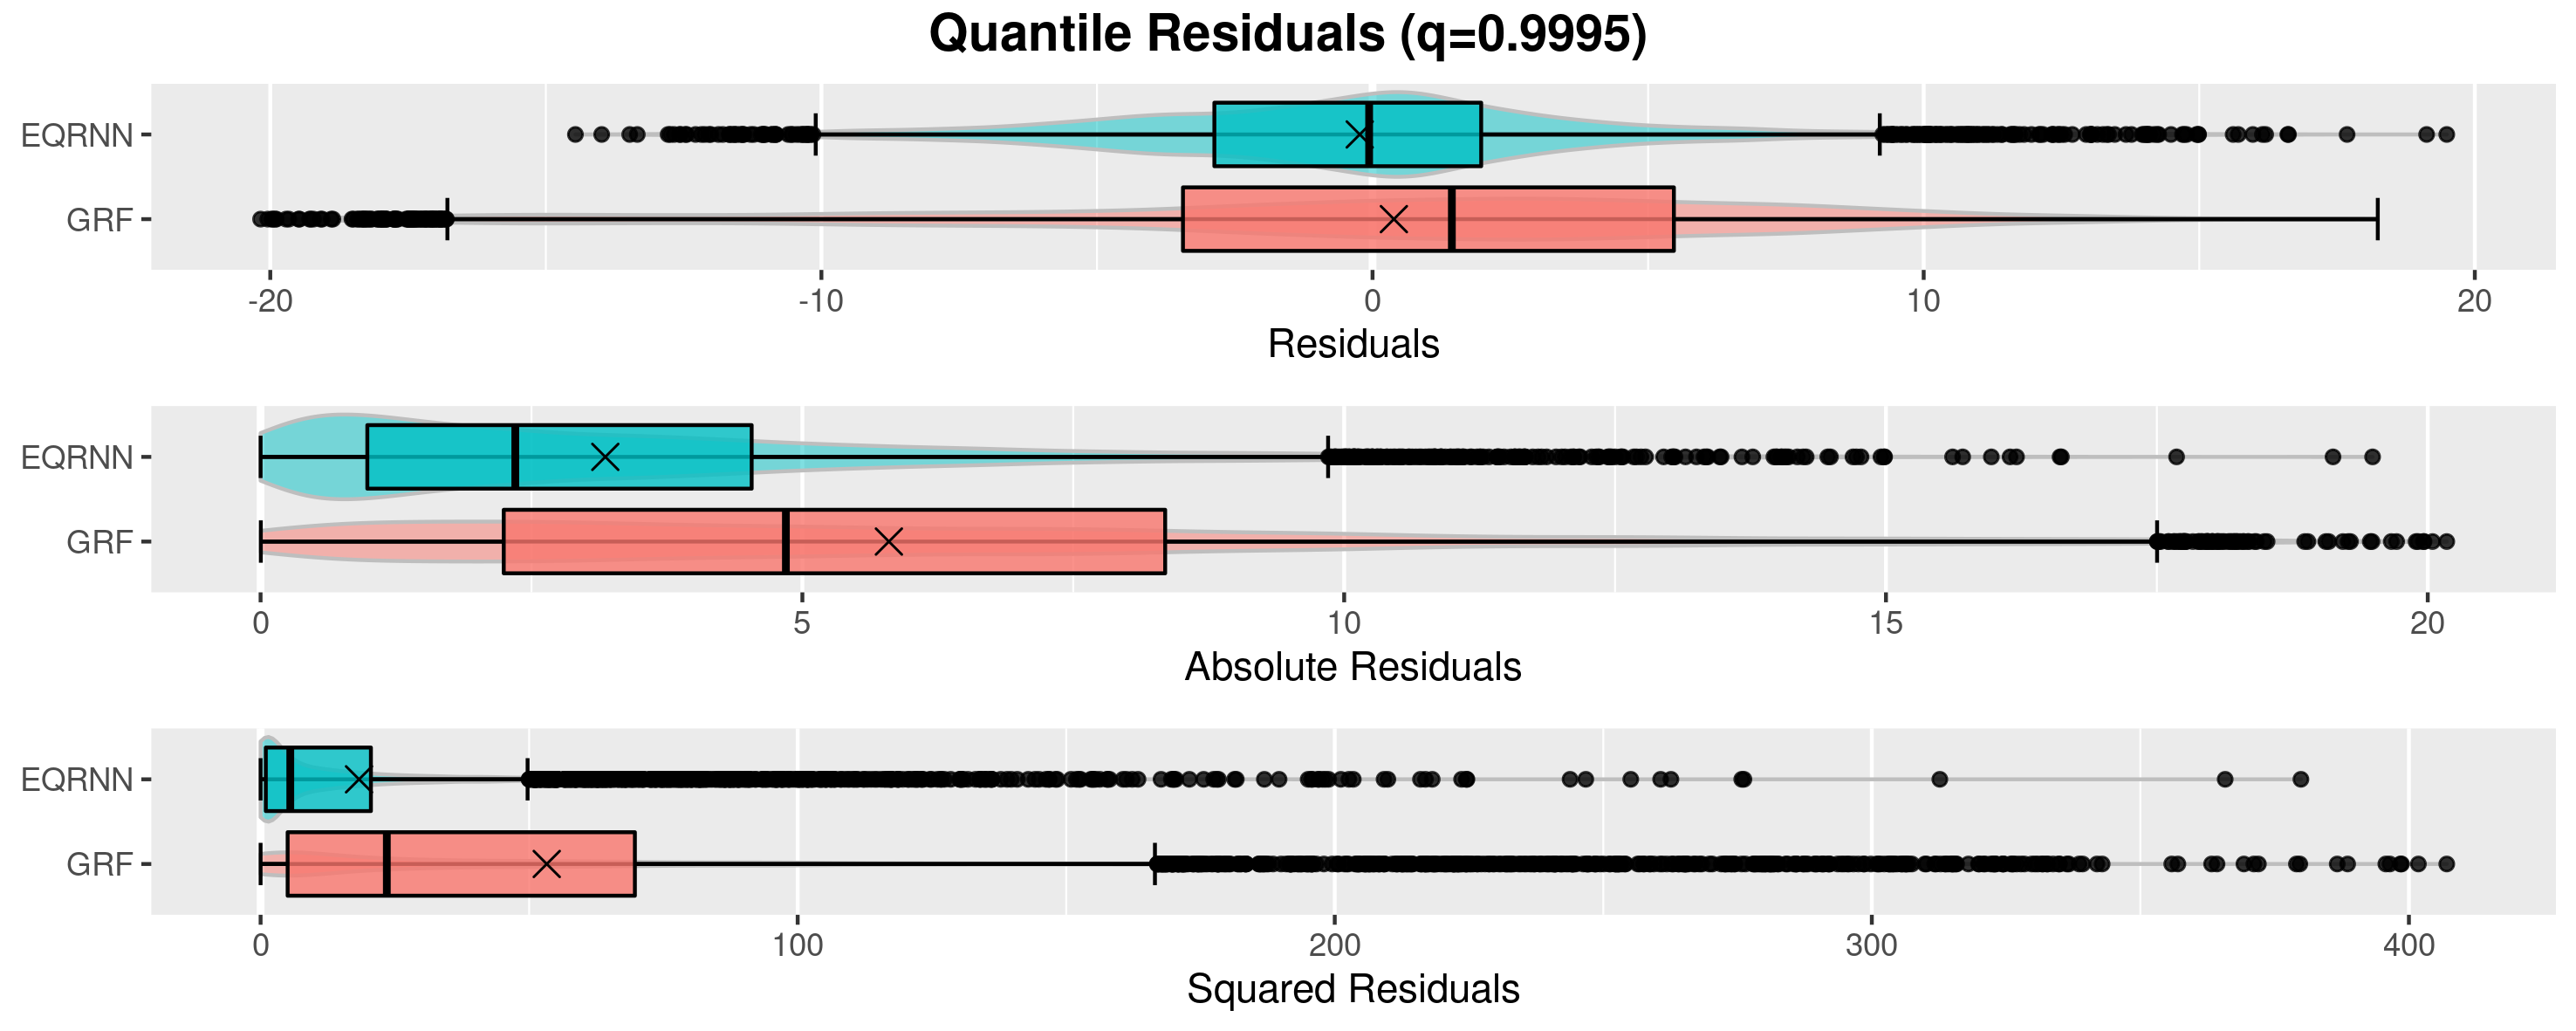 Quantile Residuals (q=0.9995)
EQRNN
GRF
-20 -10 0 10 20
Residuals
EQRNN
GRF
0 5 10 15 20
Absolute Residuals
EQRNN
GRF
0 100 200 300 400
Squared Residuals